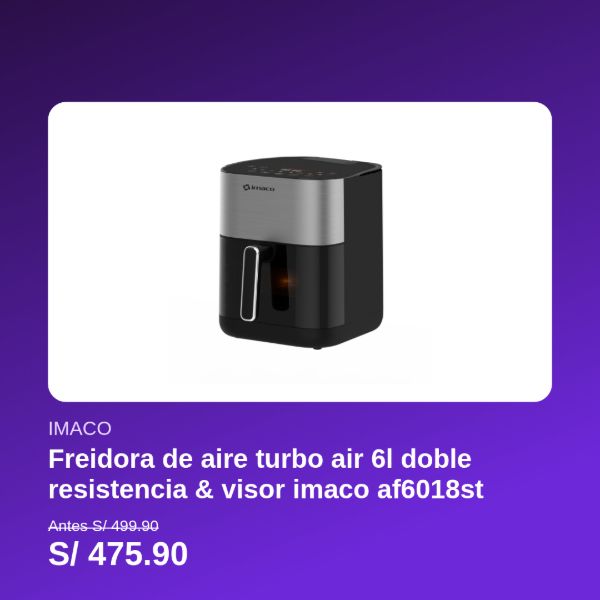 imaco
IMACO
Freidora de aire turbo air 6l doble
resistencia & visor imaco af6018st
Antes S/ 499.90
S/ 475.90